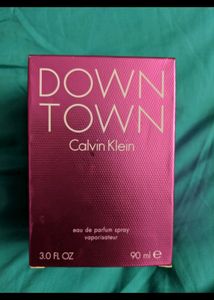 DOWN
TOWN
Calvin Klein
eau de parfum spray
vaporisateur
3.0 FL OZ 90 ml e